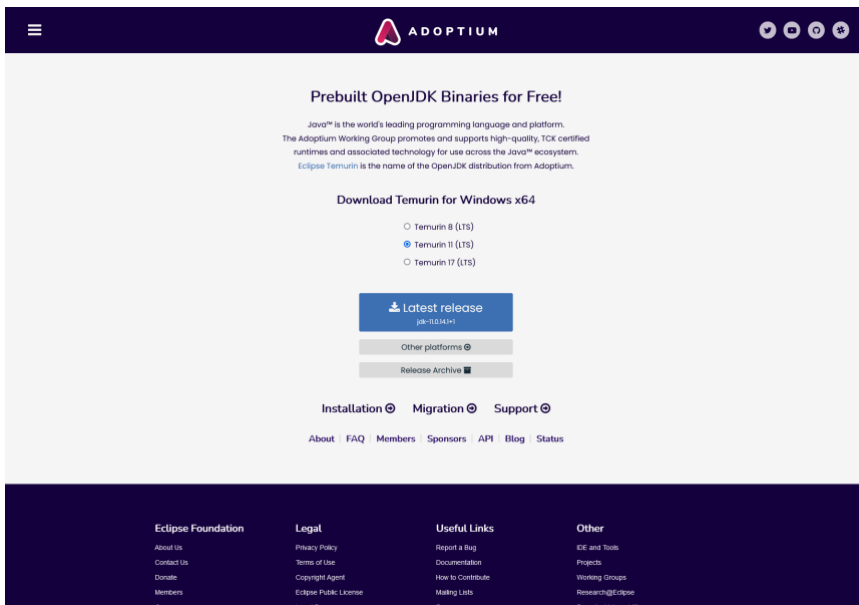 ADOPTIUM
Prebuilt OpenJDK Binaries for Free!
Java™ is the world's leading programming language and platform.
The Adoptium Working Group promotes and supports high-quality, TCK certified
runtimes and associated technology for use across the Java™ ecosystem.
Eclipse Temurin is the name of the OpenJDK distribution from Adoptium.
Download Temurin for Windows x64
Temurin 8 (LTS)
Temurin 11 (LTS)
Temurin 17 (LTS)
Latest release
jdk-11.0.14.1+1
Other platforms
Release Archive
Installation Migration Support
About FAQ Members Sponsors API Blog Status
Eclipse Foundation Legal Useful Links Other
About Us Privacy Policy Report a Bug IDE and Tools
Contact Us Terms of Use Documentation Projects
Donate Copyright Agent How to Contribute Working Groups
Members Eclipse Public License Mailing Lists Research@Eclipse